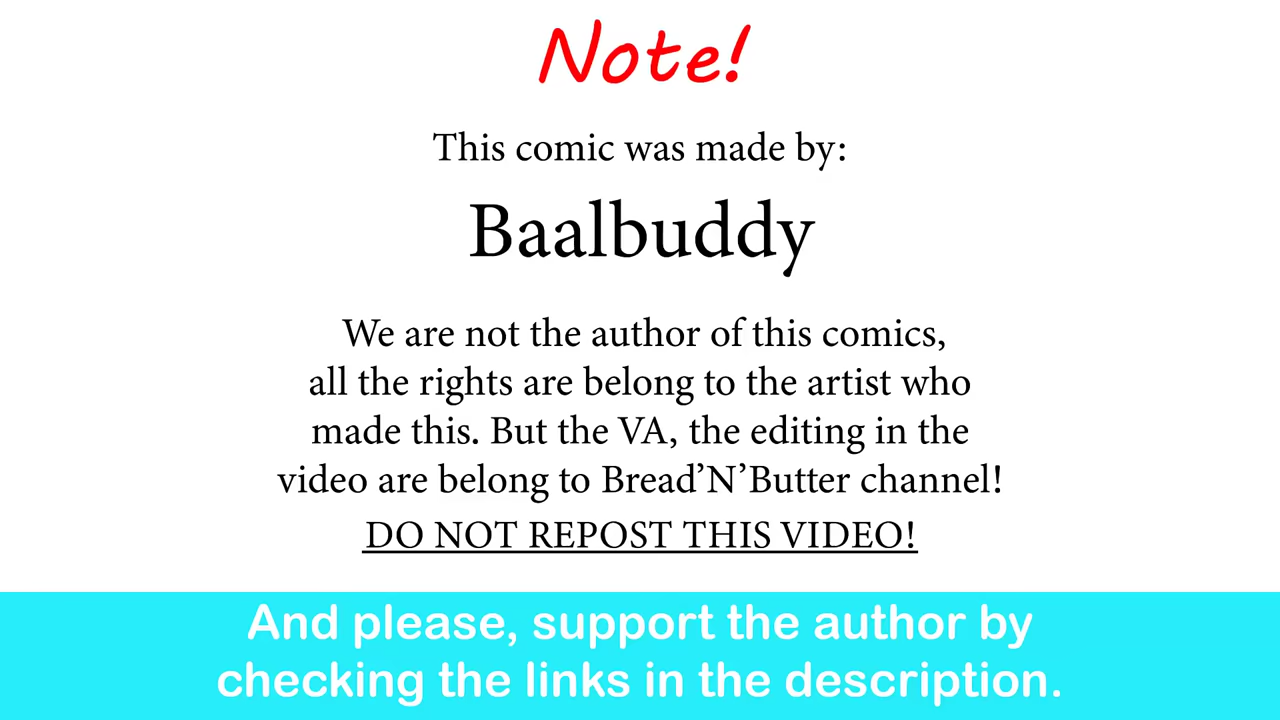 Note!
This comic was made by:
Baalbuddy
We are not the author of this comics,
all the rights are belong to the artist who
made this. But the VA, the editing in the
video are belong to Bread’N’Butter channel!
DO NOT REPOST THIS VIDEO!
And please, support the author by
checking the links in the description.